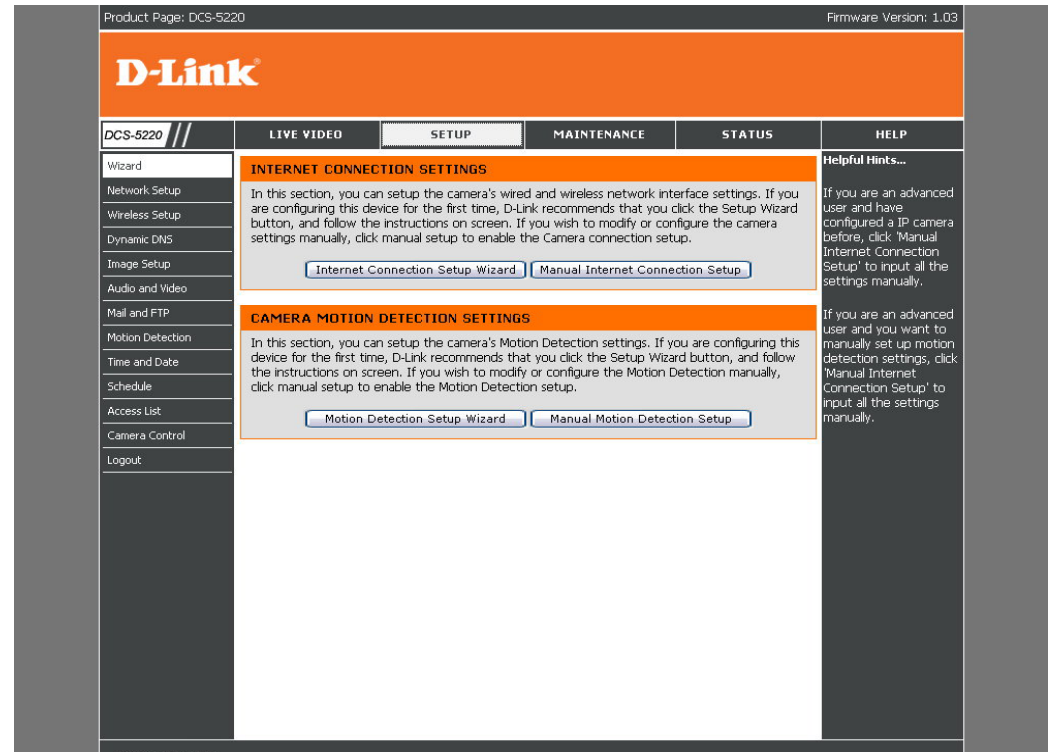 Product Page: DCS-5220
Firmware Version: 1.03
D-Link
DCS-5220
LIVE VIDEO
SETUP
MAINTENANCE
STATUS
HELP
Wizard
Network Setup
Wireless Setup
Dynamic DNS
Image Setup
Audio and Video
Mail and FTP
Motion Detection
Time and Date
Schedule
Access List
Camera Control
Logout
INTERNET CONNECTION SETTINGS
In this section, you can setup the camera's wired and wireless network interface settings. If you
are configuring this device for the first time, D-Link recommends that you click the Setup Wizard
button, and follow the instructions on screen. If you wish to modify or configure the camera
settings manually, click manual setup to enable the Camera connection setup.
Internet Connection Setup Wizard
Manual Internet Connection Setup
CAMERA MOTION DETECTION SETTINGS
In this section, you can setup the camera's Motion Detection settings. If you are configuring this
device for the first time, D-Link recommends that you click the Setup Wizard button, and follow
the instructions on screen. If you wish to modify or configure the Motion Detection manually,
click manual setup to enable the Motion Detection setup.
Motion Detection Setup Wizard
Manual Motion Detection Setup
Helpful Hints...
If you are an advanced
user and have
configured a IP camera
before, click 'Manual
Internet Connection
Setup' to input all the
settings manually.
If you are an advanced
user and you want to
manually set up motion
detection settings, click
'Manual Internet
Connection Setup' to
input all the settings
manually.